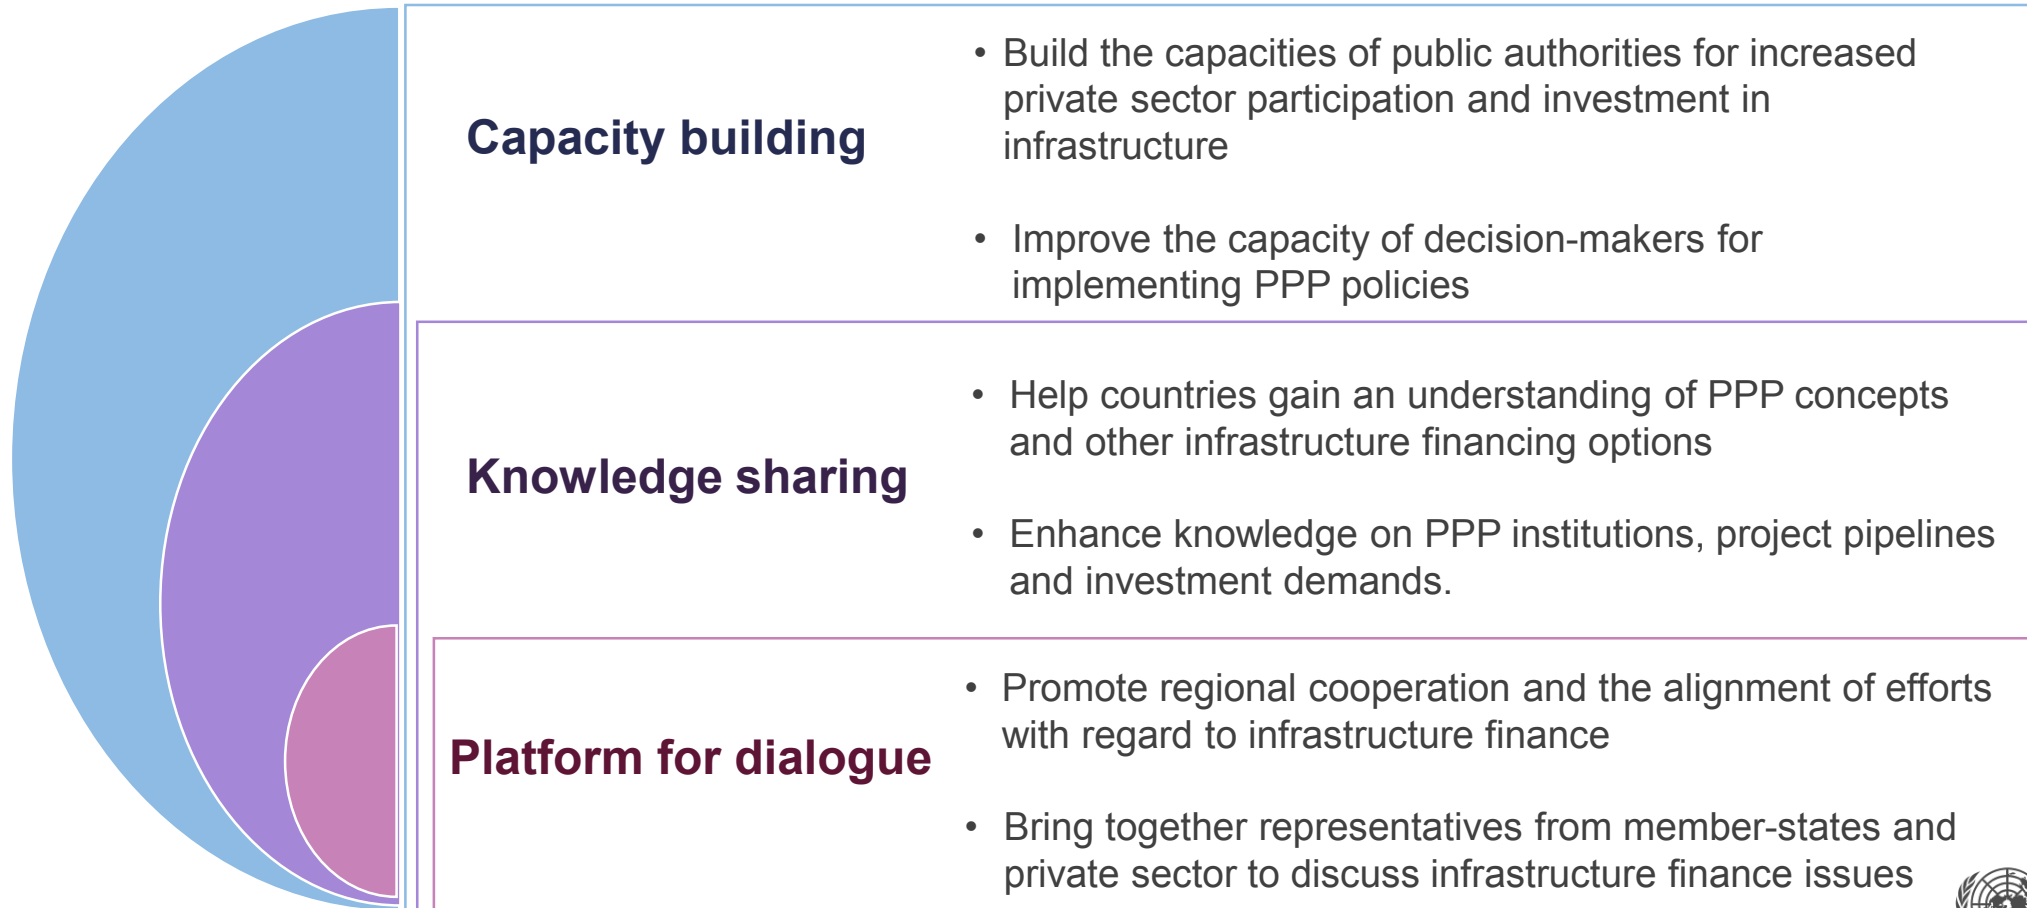 Capacity building
• Build the capacities of public authorities for increased
private sector participation and investment in
infrastructure
• Improve the capacity of decision-makers for
implementing PPP policies
Knowledge sharing
• Help countries gain an understanding of PPP concepts
and other infrastructure financing options
• Enhance knowledge on PPP institutions, project pipelines
and investment demands.
Platform for dialogue
• Promote regional cooperation and the alignment of efforts
with regard to infrastructure finance
• Bring together representatives from member-states and
private sector to discuss infrastructure finance issues